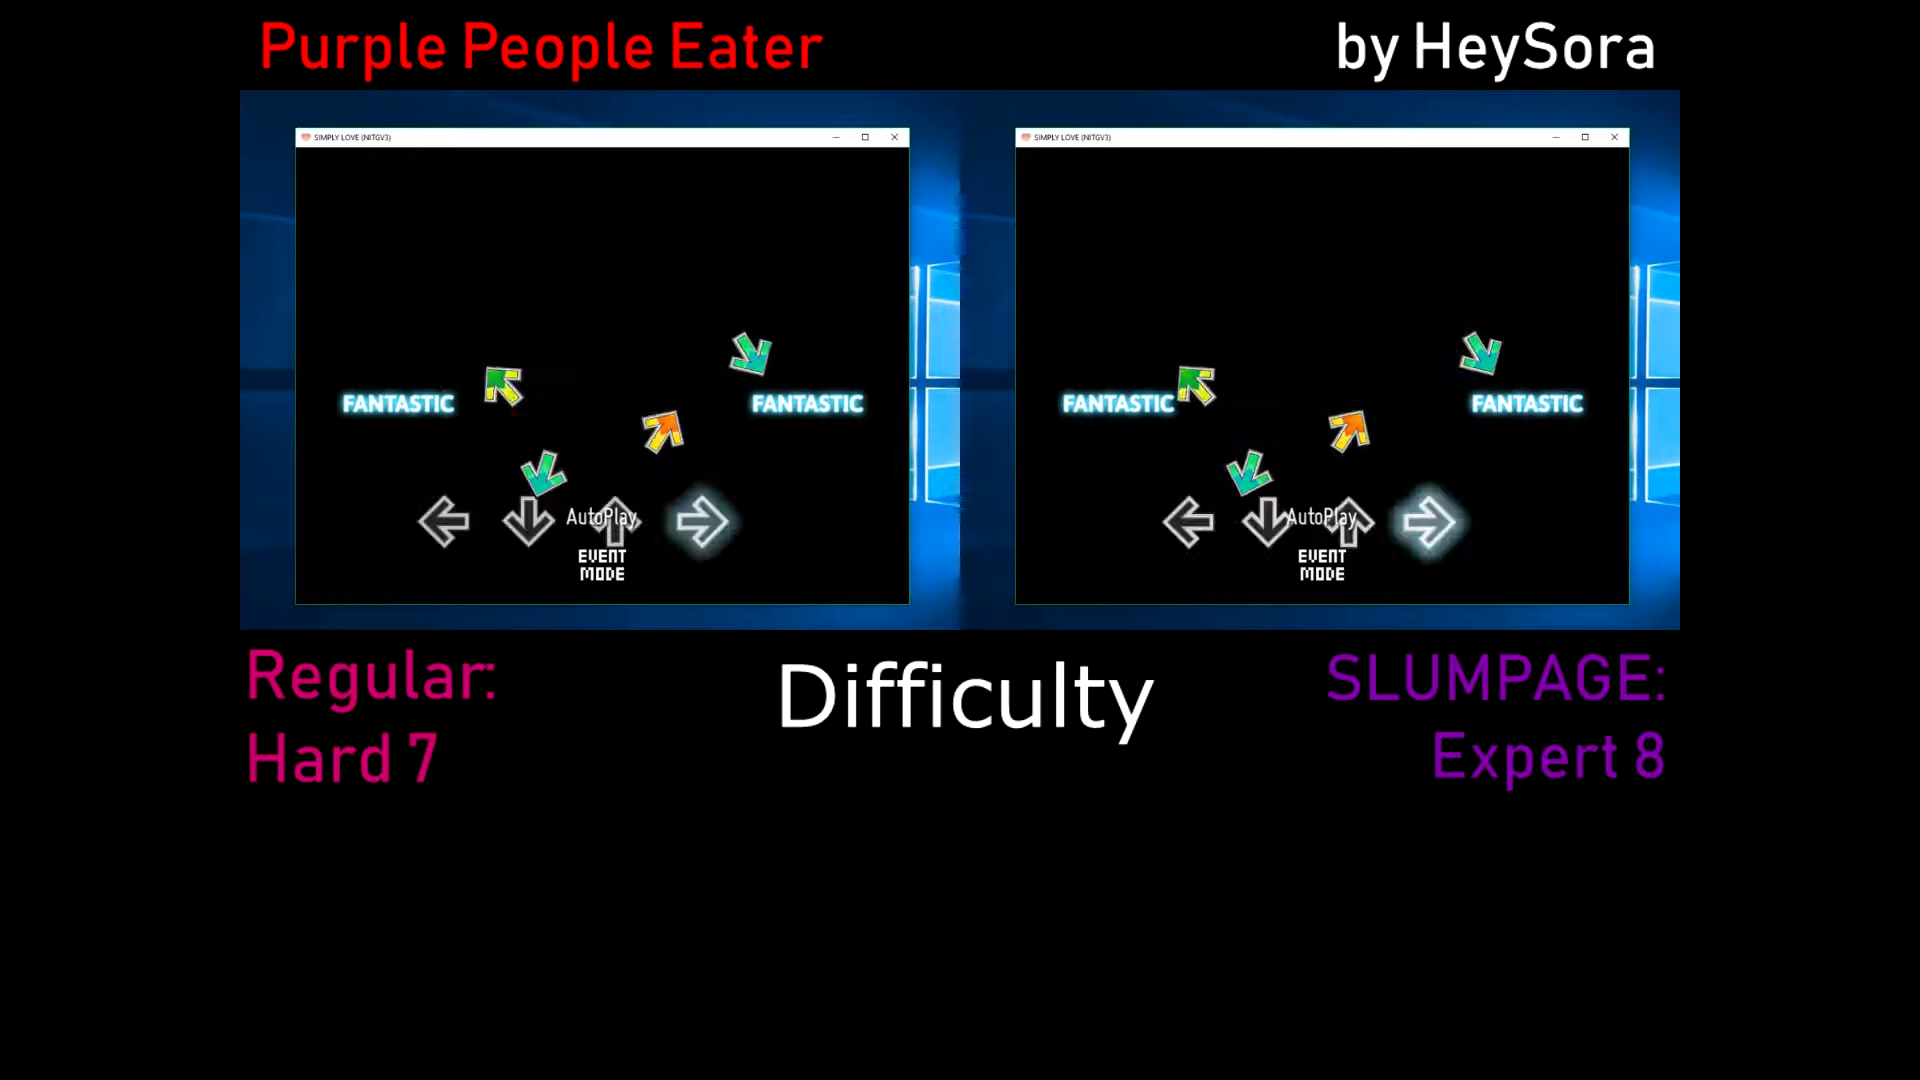 Purple People Eater
by HeySora
SIMPLY LOVE (NITGV3)
SIMPLY LOVE (NITGV3)
FANTASTIC
FANTASTIC
FANTASTIC
FANTASTIC
AutoPlay
AutoPlay
EVENT
MODE
EVENT
MODE
Regular:
Hard 7
Difficulty
SLUMPAGE:
Expert 8